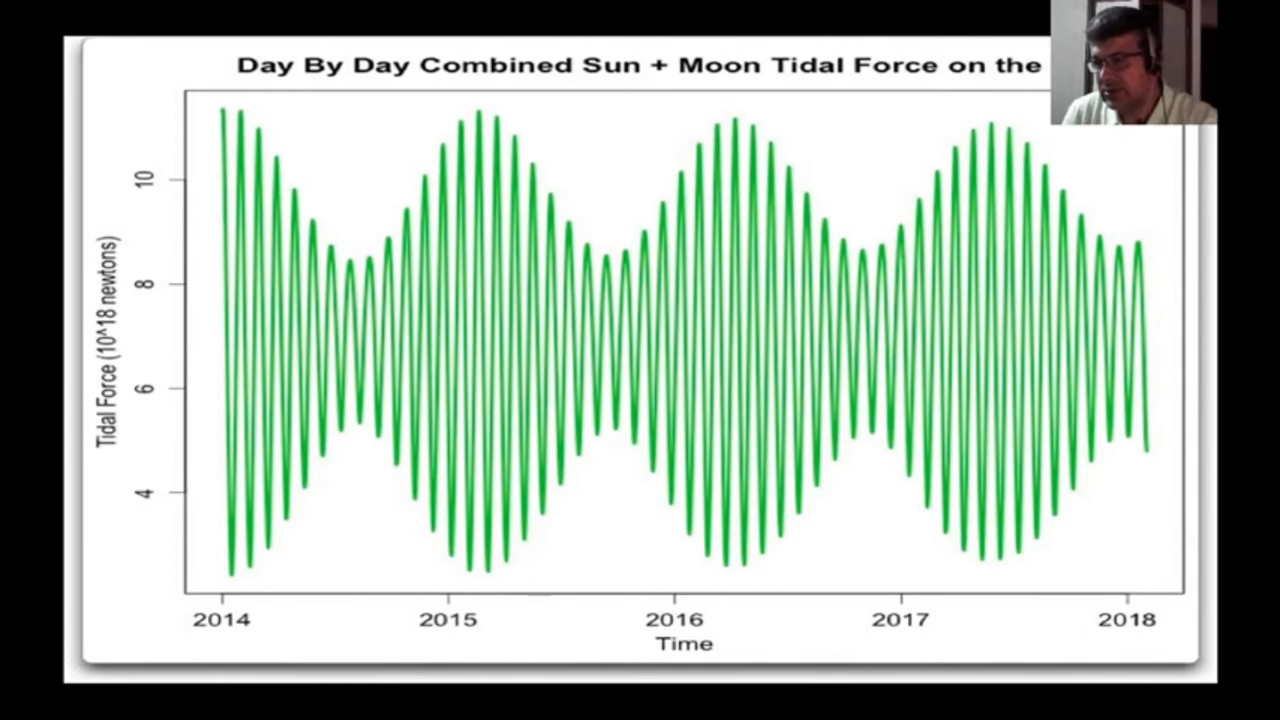 Day By Day Combined Sun + Moon Tidal Force on the
Tidal Force (10^18 newtons)
10
8
6
4
2014 2015 2016 2017 2018
Time